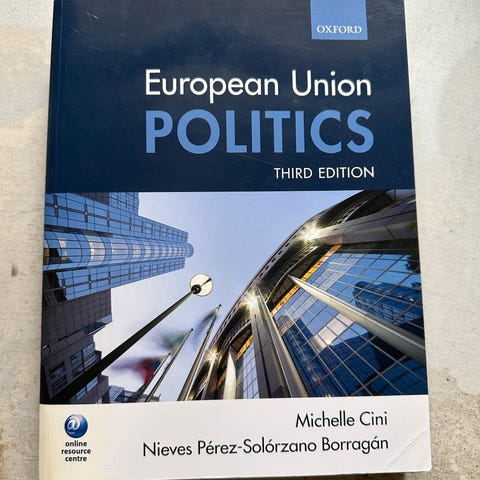 OXFORD
European Union
POLITICS
THIRD EDITION
Michelle Cini
Nieves Pérez-Solórzano Borragán
@
online
resource
centre